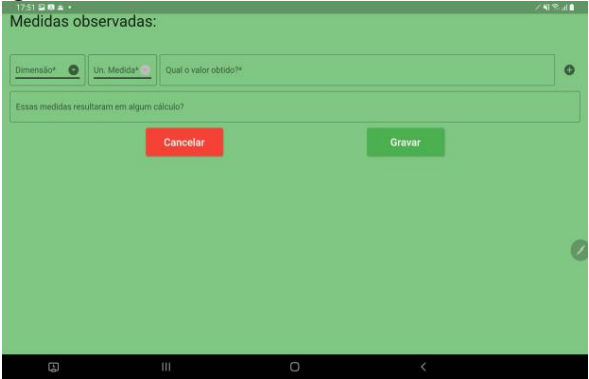 17:51
Medidas observadas:
Dimensão* Un. Medida* Qual o valor obtido?*
Essas medidas resultaram em algum cálculo?
Cancelar Gravar